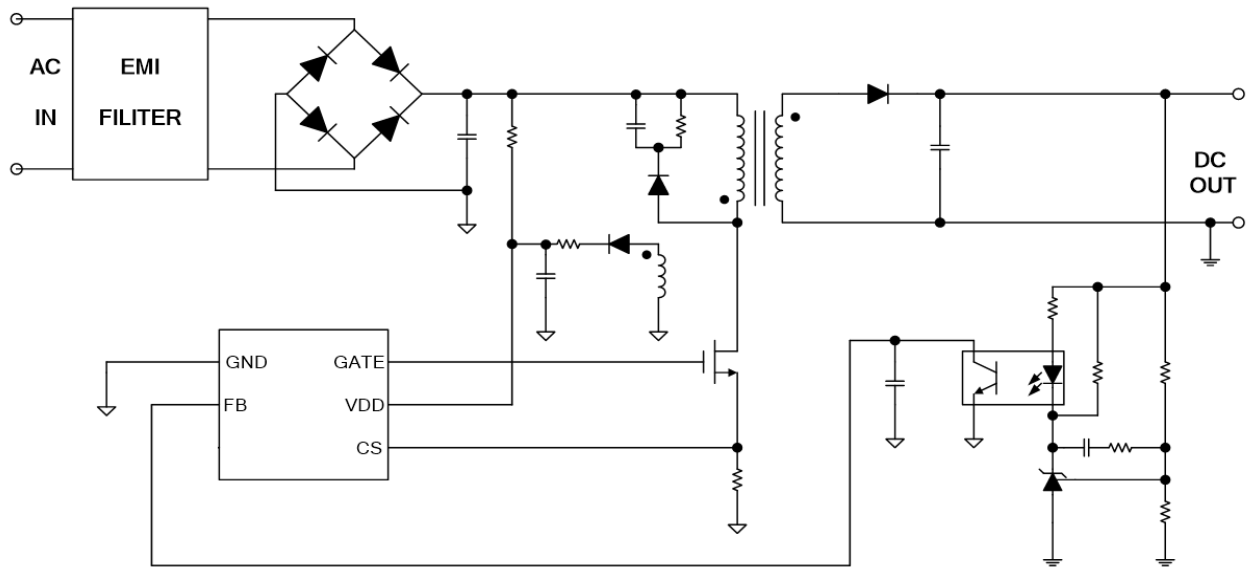 AC
IN
EMI
FILITER
DC
OUT
GND
GATE
FB
VDD
CS